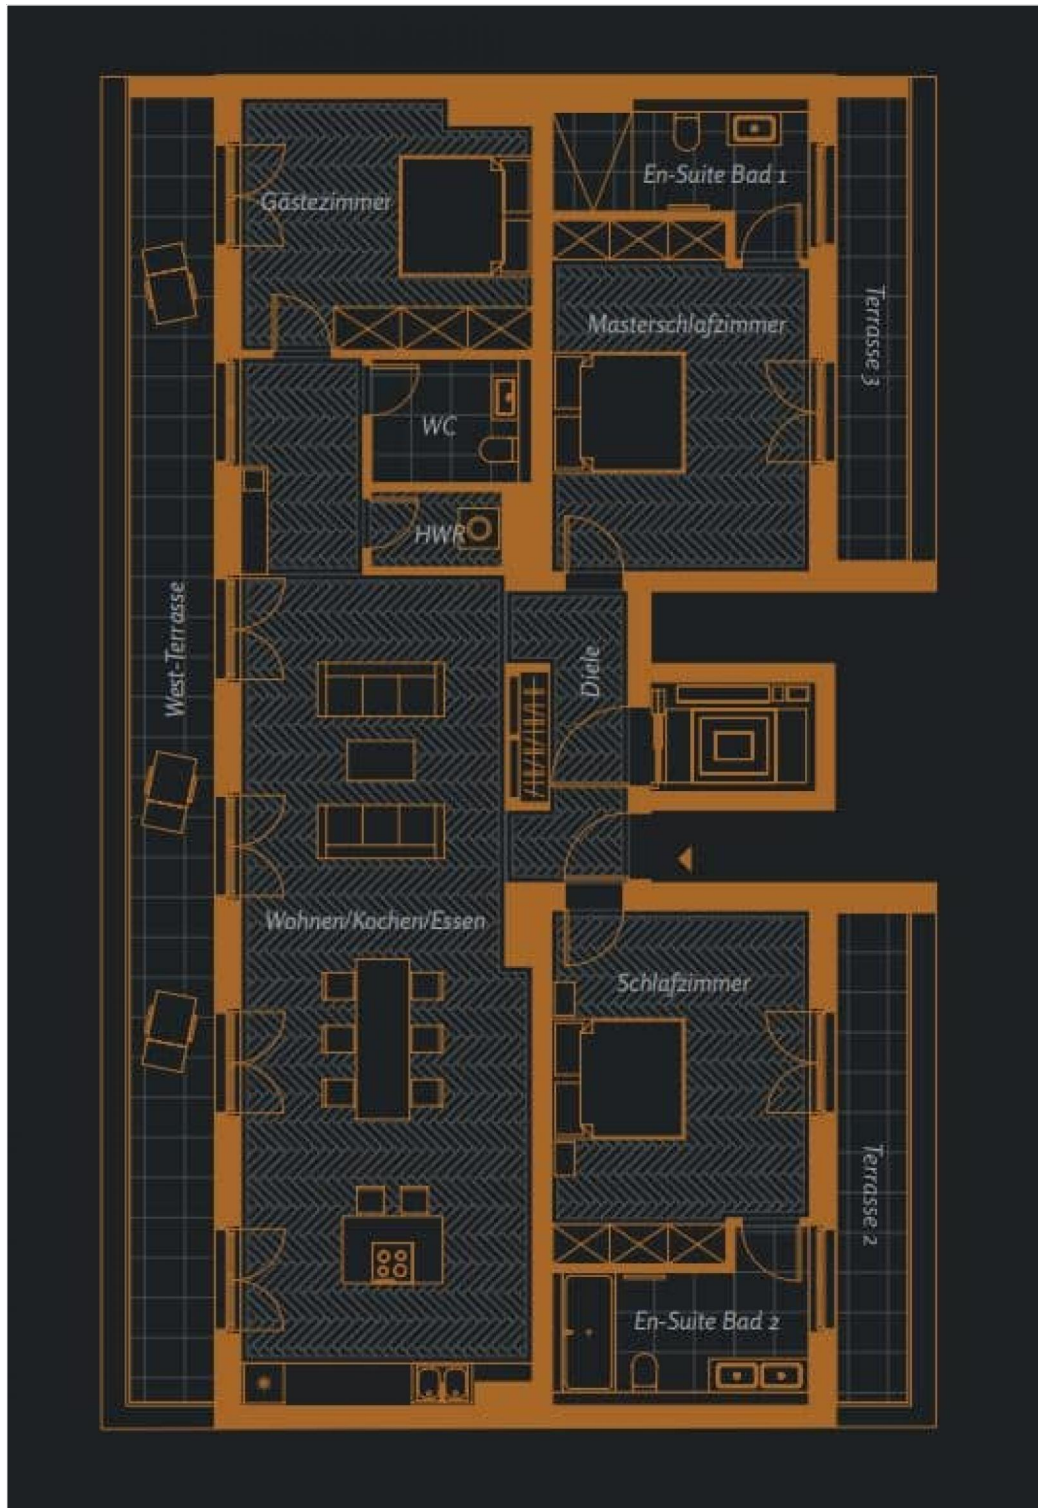 En-Suite Bad 1
Gästezimmer
Terrasse 3
Masterschlafzimmer
WC
HWR
West-Terrasse
Diele
Wohnen/Kochen/Essen
Schlafzimmer
Terrasse 2
En-Suite Bad 2